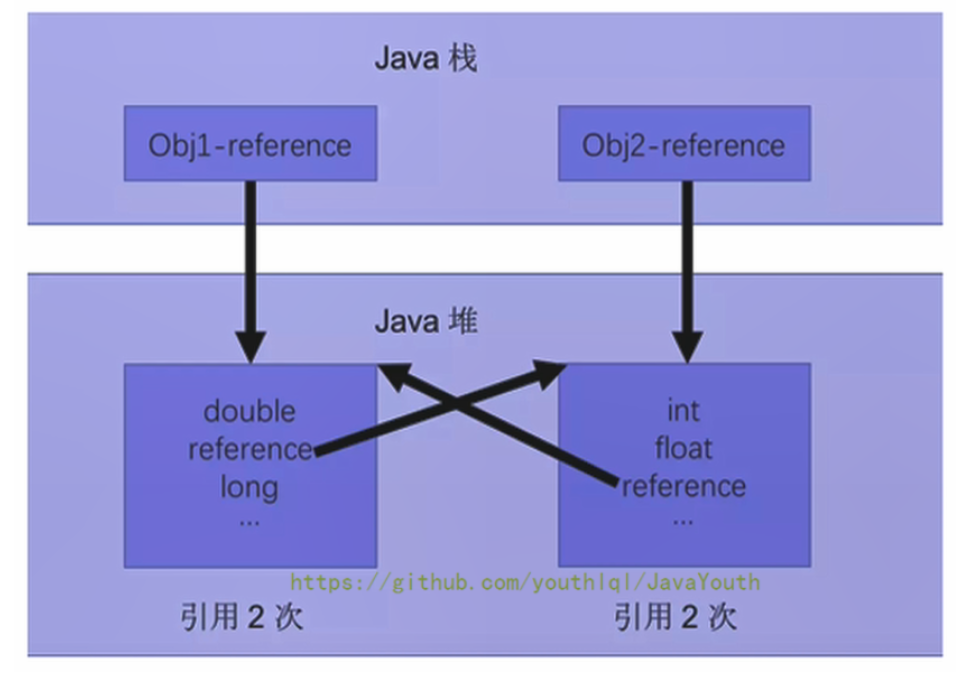 Java 栈
Obj1-reference
Obj2-reference
Java 堆
double
reference
long
...
int
float
reference
...
https://github.com/youthlql/JavaYouth
引用 2 次
引用 2 次